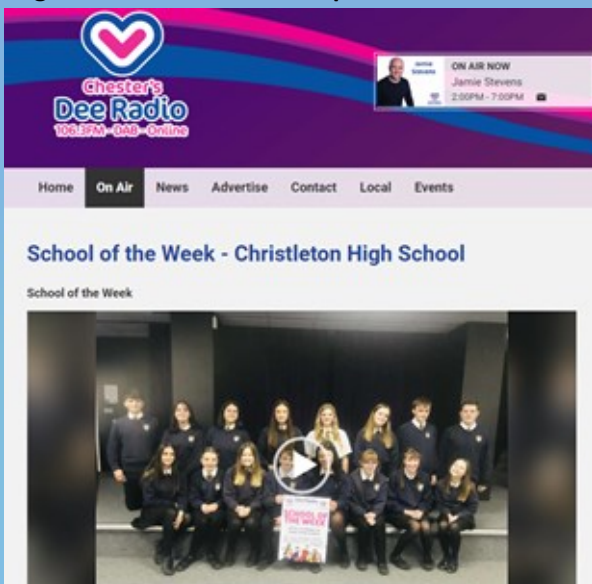 Chester's
Dee Radio
106.3FM - DAB - Online
ON AIR NOW
Jamie Stevens
2:00PM - 7:00PM
Home On Air News Advertise Contact Local Events
School of the Week - Christleton High School
School of the Week
SCHOOL OF
THE WEEK